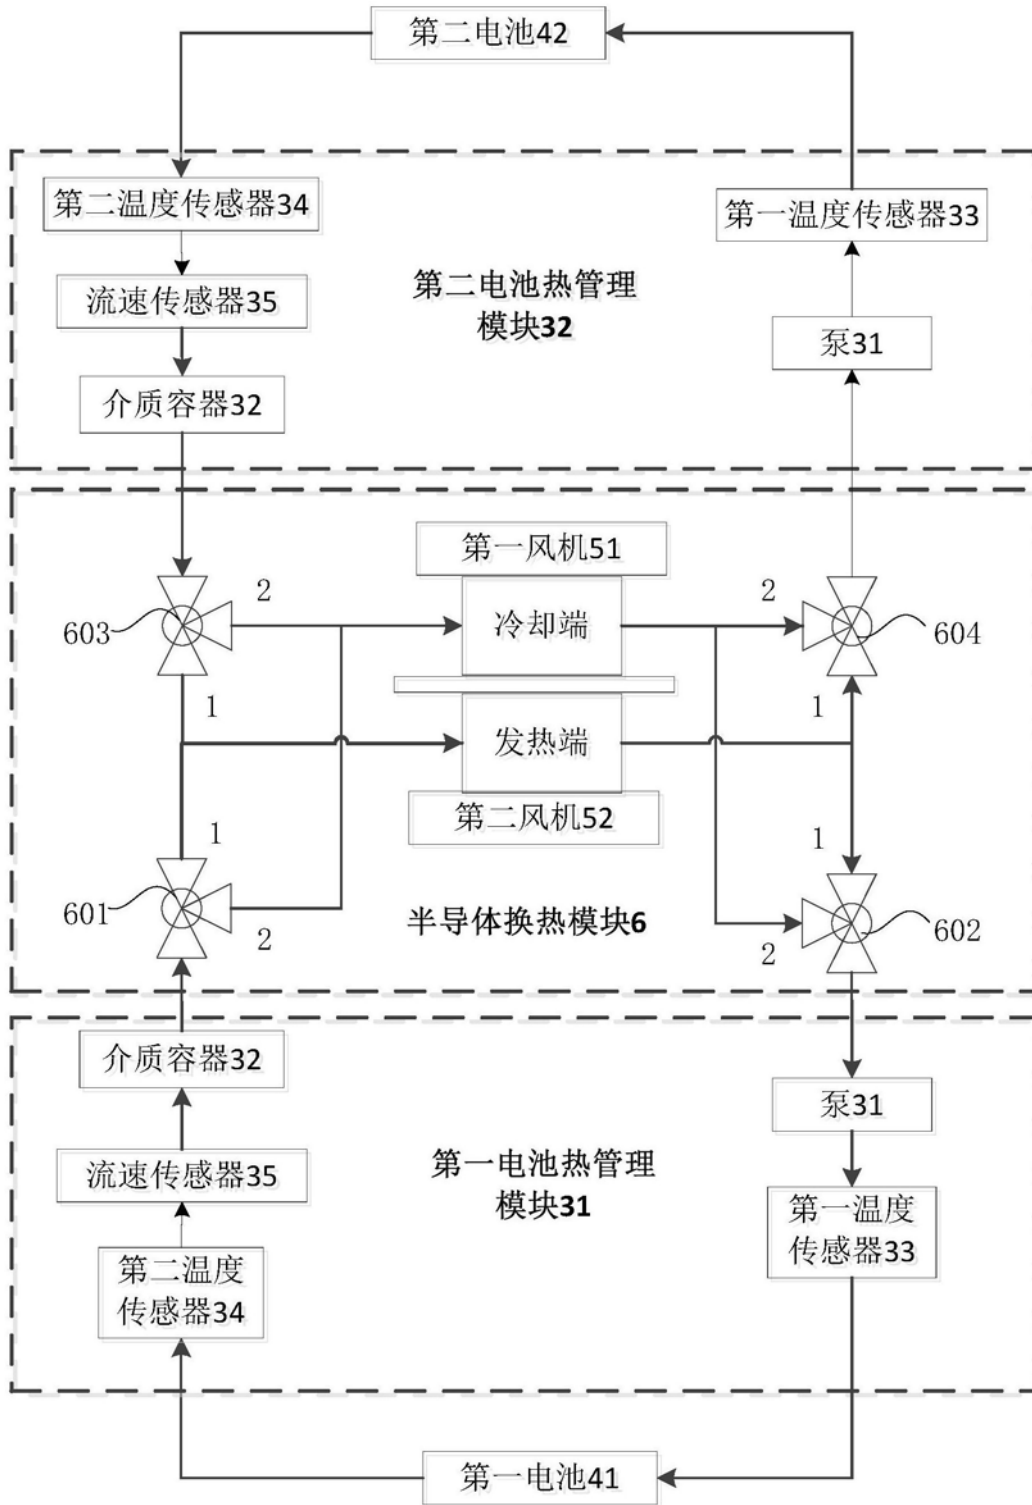 第二电池42
第二温度传感器34
第一温度传感器33
流速传感器35
第二电池热管理
模块32
泵31
介质容器32
第一风机51
2
冷却端
2
603
604
1
1
发热端
第二风机52
1
1
601
半导体换热模块6
602
2
2
介质容器32
泵31
流速传感器35
第一电池热管理
模块31
第一温度
传感器33
第二温度
传感器34
第一电池41